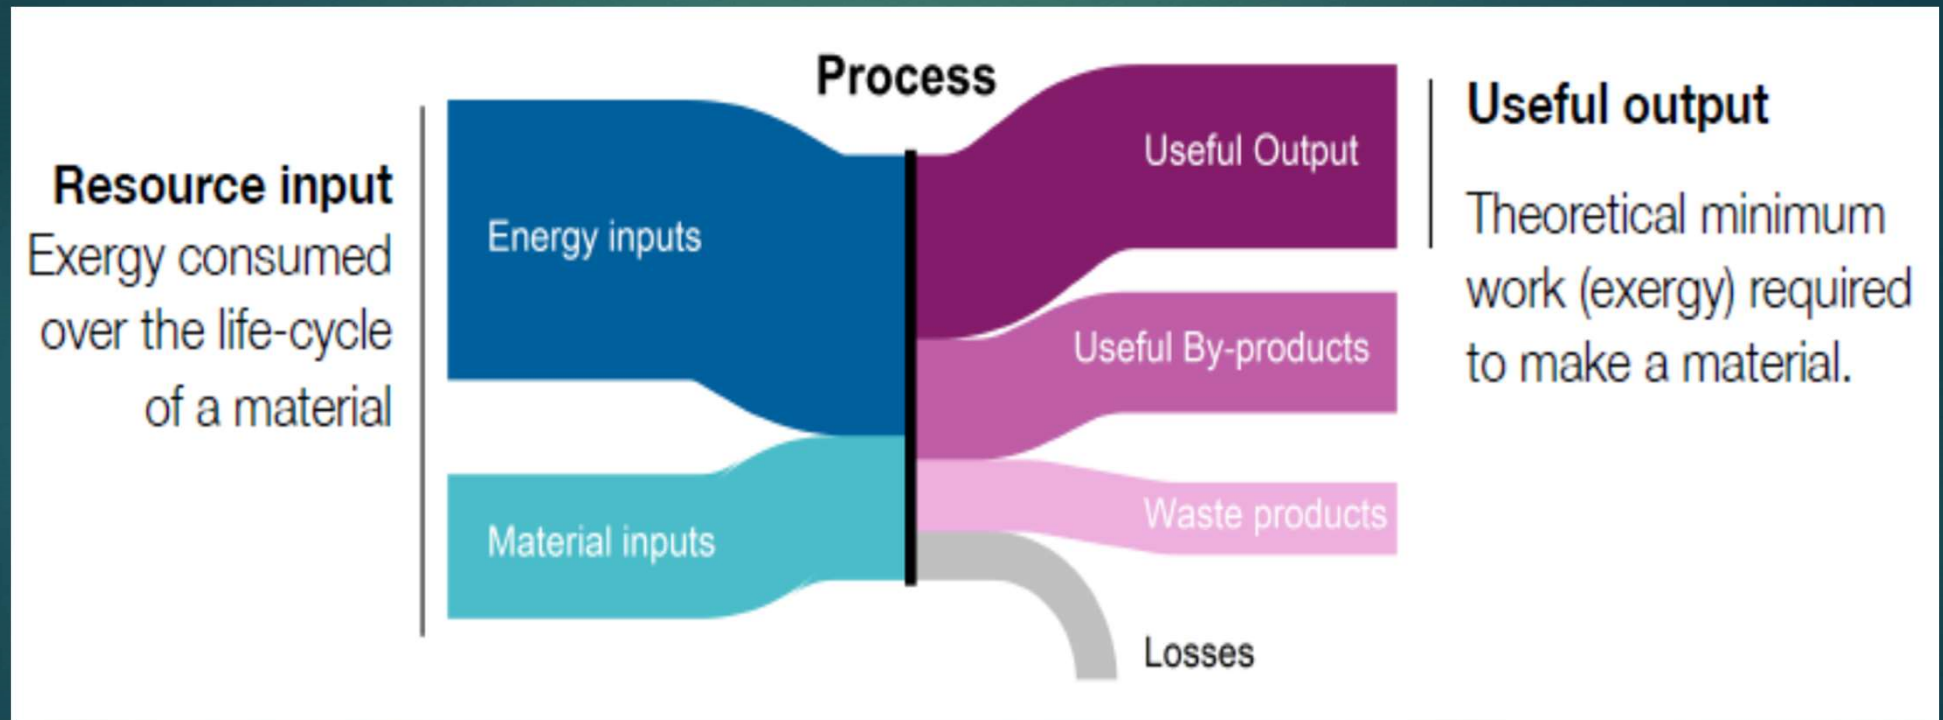 Process
Resource input
Exergy consumed
over the life-cycle
of a material
Energy inputs
Material inputs
Useful Output
Useful By-products
Waste products
Losses
Useful output
Theoretical minimum
work (exergy) required
to make a material.